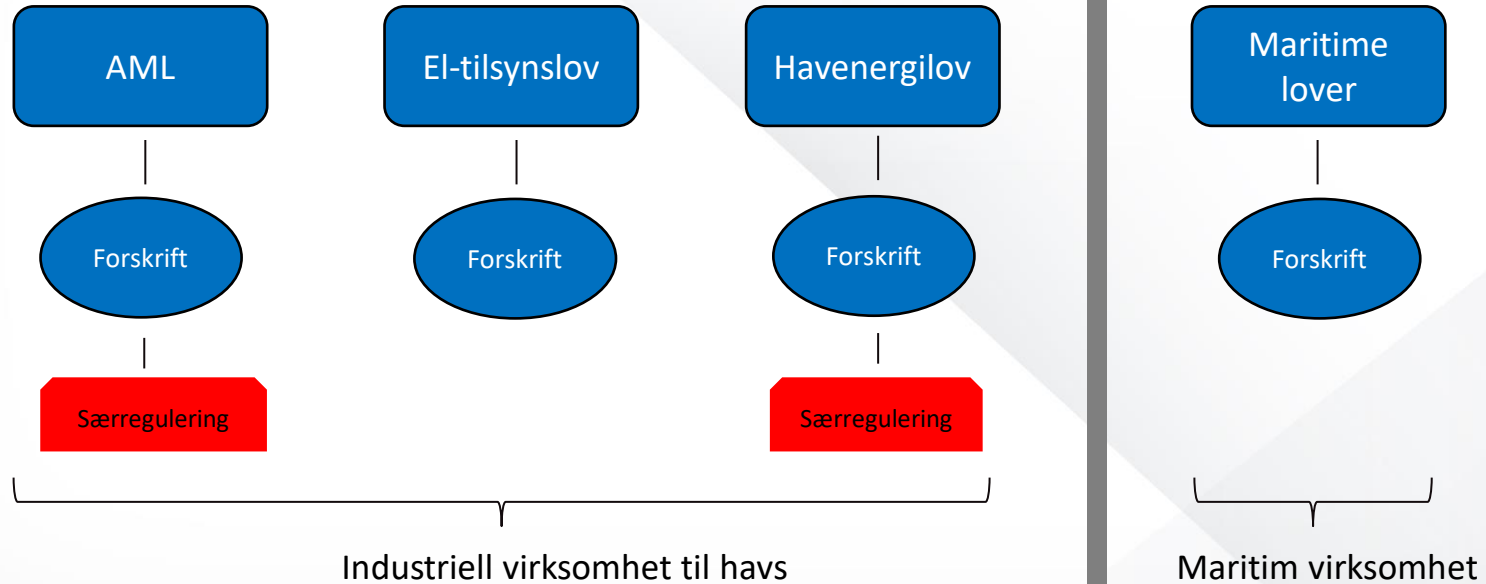 AML
El-tilsynslov
Havenergilov
Maritime
lover
Forskrift
Forskrift
Forskrift
Forskrift
Særregulering
Særregulering
Industriell virksomhet til havs
Maritim virksomhet